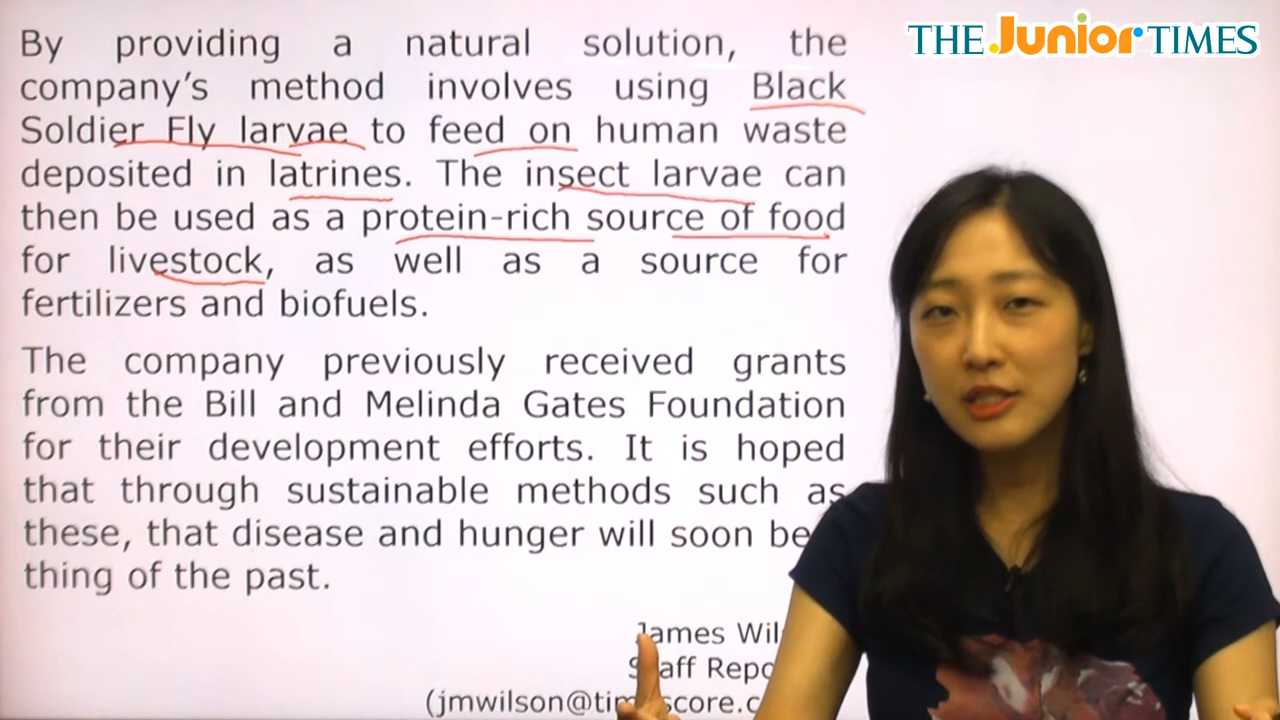 THE Junior TIMES
By providing a natural solution, the
company's method involves using Black
Soldier Fly larvae to feed on human waste
deposited in latrines. The insect larvae can
then be used as a protein-rich source of food
for livestock, as well as a source for
fertilizers and biofuels.
The company previously received grants
from the Bill and Melinda Gates Foundation
for their development efforts. It is hoped
that through sustainable methods such as
these, that disease and hunger will soon be
thing of the past.
James
Staff